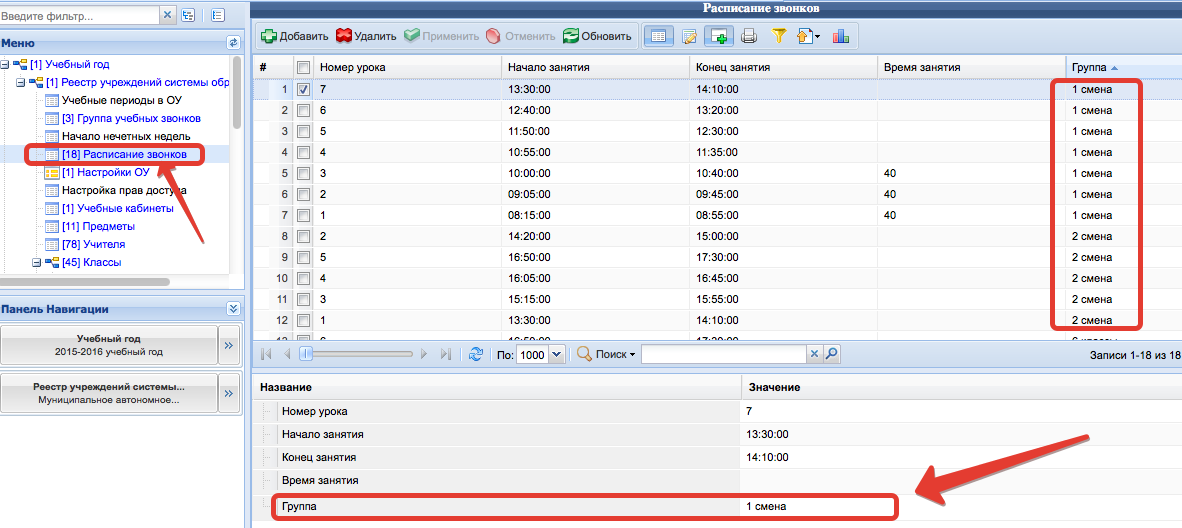 Расписание звонков
Введите фильтр...
Добавить Удалить Применить Отменить Обновить
Меню
[1] Учебный год
[1] Реестр учреждений системы обр
Учебные периоды в ОУ
[3] Группа учебных звонков
Начало нечетных недель
[18] Расписание звонков
[1] Настройки ОУ
Настройка прав доступа
[1] Учебные кабинеты
[11] Предметы
[78] Учителя
[45] Классы
Панель Навигации
Учебный год
2015-2016 учебный год
Реестр учреждений системы...
Муниципальное автономное...
# Номер урока Начало занятия Конец занятия Время занятия Группа
1 7 13:30:00 14:10:00 1 смена
2 6 12:40:00 13:20:00 1 смена
3 5 11:50:00 12:30:00 1 смена
4 4 10:55:00 11:35:00 1 смена
5 3 10:00:00 10:40:00 40 1 смена
6 2 09:05:00 09:45:00 40 1 смена
7 1 08:15:00 08:55:00 40 1 смена
8 2 14:20:00 15:00:00 2 смена
9 5 16:50:00 17:30:00 2 смена
10 4 16:05:00 16:45:00 2 смена
11 3 15:15:00 15:55:00 2 смена
12 1 13:30:00 14:10:00 2 смена
По: 1000 Поиск Записи 1-18 из 18
Название Значение
Номер урока 7
Начало занятия 13:30:00
Конец занятия 14:10:00
Время занятия
Группа 1 смена